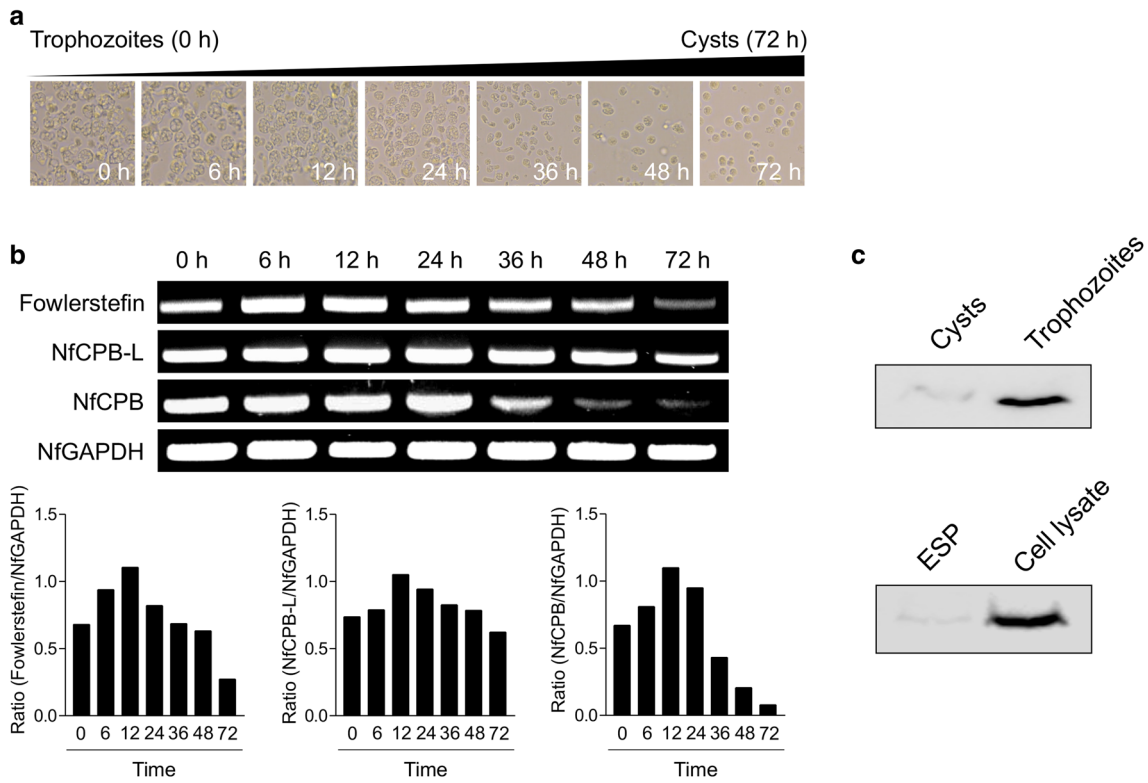 a
Trophozoites (0 h)
Cysts (72 h)
0 h
6 h
12 h
24 h
36 h
48 h
72 h
b
0 h 6 h 12 h 24 h 36 h 48 h 72 h
Fowlerstefin
NfCPB-L
NfCPB
NfGAPDH
Ratio (Fowlerstefin/NfGAPDH)
1.5
1.0
0.5
0.0
0 6 12 24 36 48 72
Time
Ratio (NfCPB-L/NfGAPDH)
1.5
1.0
0.5
0.0
0 6 12 24 36 48 72
Time
Ratio (NfCPB/NfGAPDH)
1.5
1.0
0.5
0.0
0 6 12 24 36 48 72
Time
c
Cysts
Trophozoites
ESP
Cell lysate